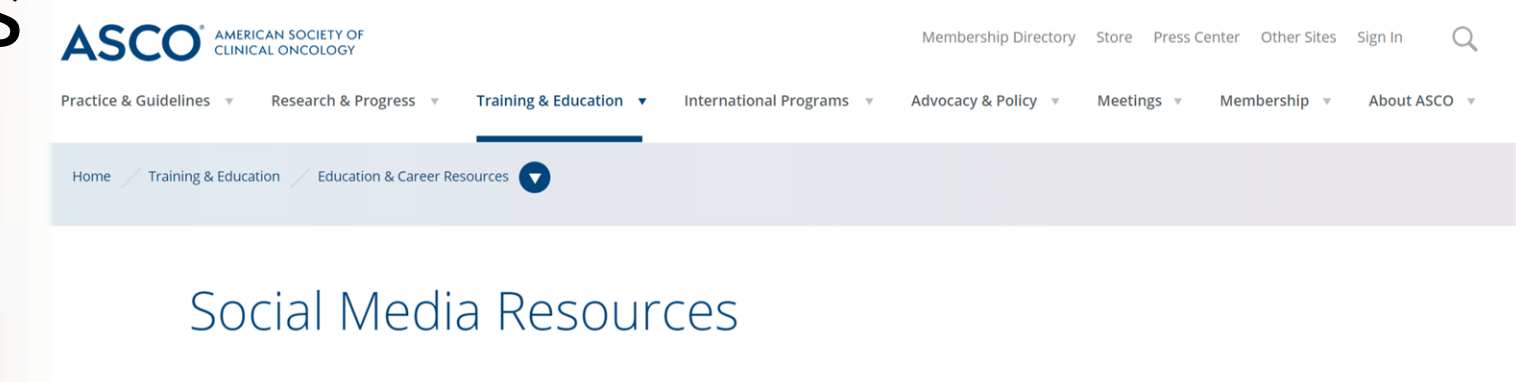 s
ASCO® AMERICAN SOCIETY OF
CLINICAL ONCOLOGY
Membership Directory Store Press Center Other Sites Sign In
Practice & Guidelines Research & Progress Training & Education International Programs Advocacy & Policy Meetings Membership About ASCO
Home / Training & Education / Education & Career Resources
Social Media Resources